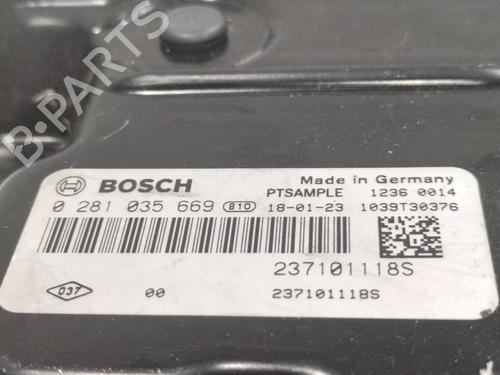 B-PARTS
BOSCH
Made in Germany
PTSAMPLE 1236 0014
0 281 035 669 B10 18-01-23 1039T30376
237101118S
037 00 237101118S